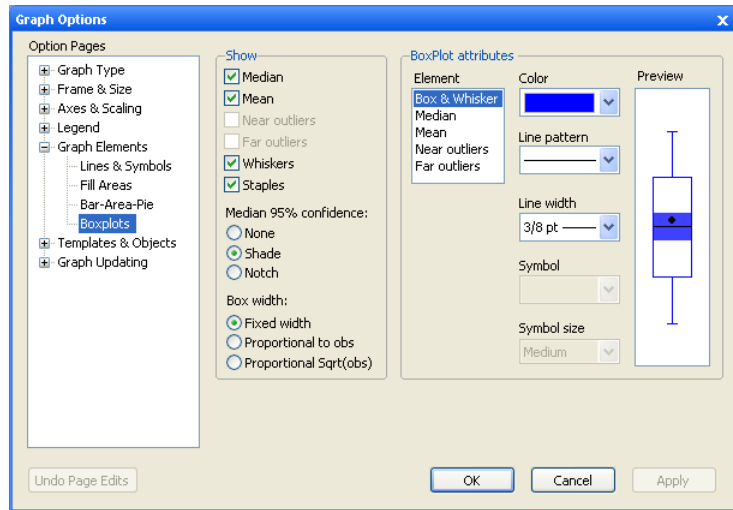 Graph Options
Option Pages
Graph Type
Frame & Size
Axes & Scaling
Legend
Graph Elements
Lines & Symbols
Fill Areas
Bar-Area-Pie
Boxplots
Templates & Objects
Graph Updating
Show
Median
Mean
Near outliers
Far outliers
Whiskers
Staples
Median 95% confidence:
None
Shade
Notch
Box width:
Fixed width
Proportional to obs
Proportional Sqrt(obs)
BoxPlot attributes
Element
Box & Whisker
Median
Mean
Near outliers
Far outliers
Color
Line pattern
Line width
3/8 pt
Symbol
Symbol size
Medium
Preview
Undo Page Edits
OK
Cancel
Apply